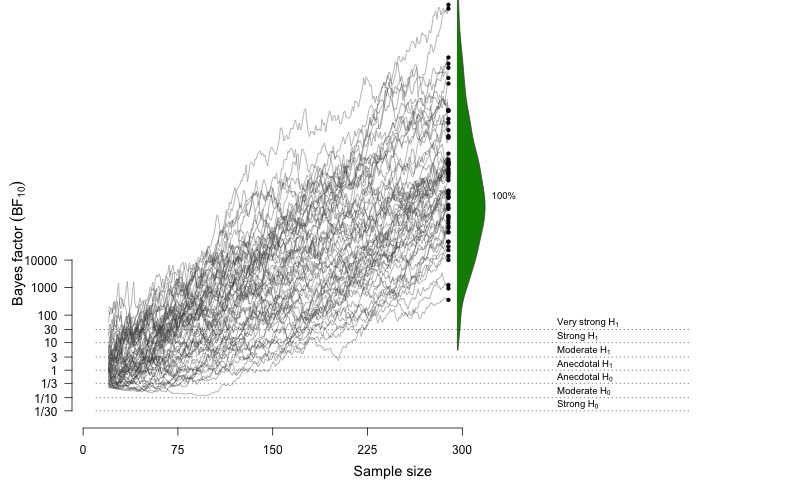 100%
Bayes factor (BF₁₀)
10000
1000
100
30
10
3
1
1/3
1/10
1/30
Very strong H₁
Strong H₁
Moderate H₁
Anecdotal H₁
Anecdotal H₀
Moderate H₀
Strong H₀
0 75 150 225 300
Sample size